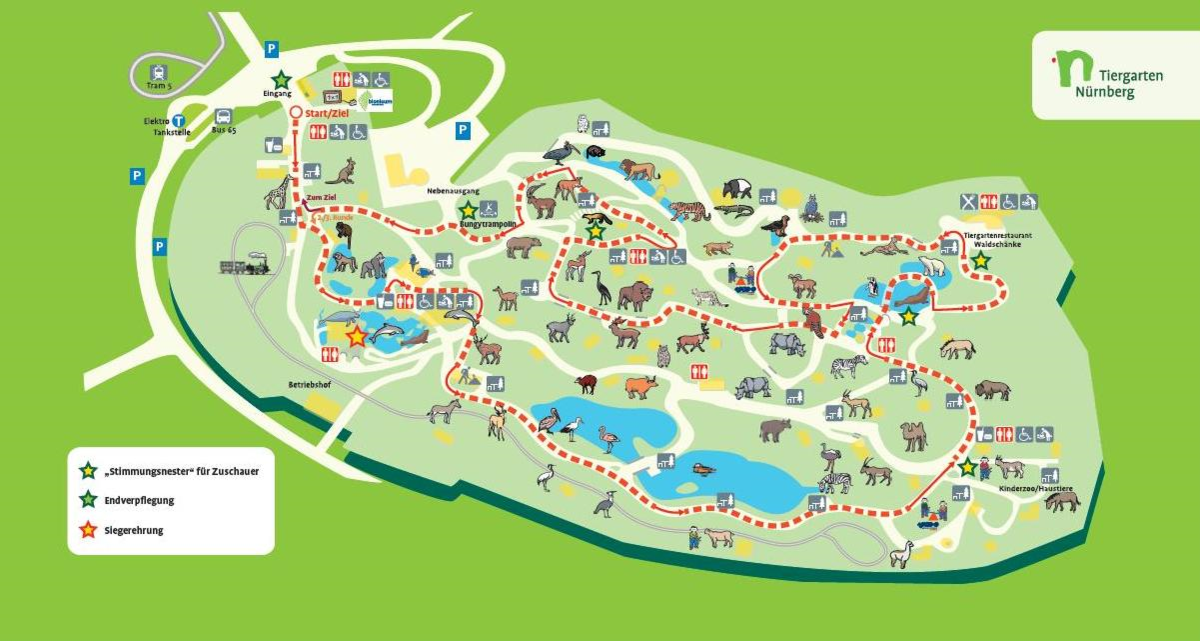 P
Tiergarten
Nürnberg
Tram 5
Eingang
Bionicum
Start/Ziel
Elektro T
Tankstelle
Bus 65
P
P
Nebenausgang
Zum Ziel
2./3. Runde
Bungytrampolin
P
Tiergartenrestaurant
Waldschänke
Betriebshof
Kinderzoo/Haustiere
„Stimmungsnester“ für Zuschauer
Endverpflegung
Siegerehrung